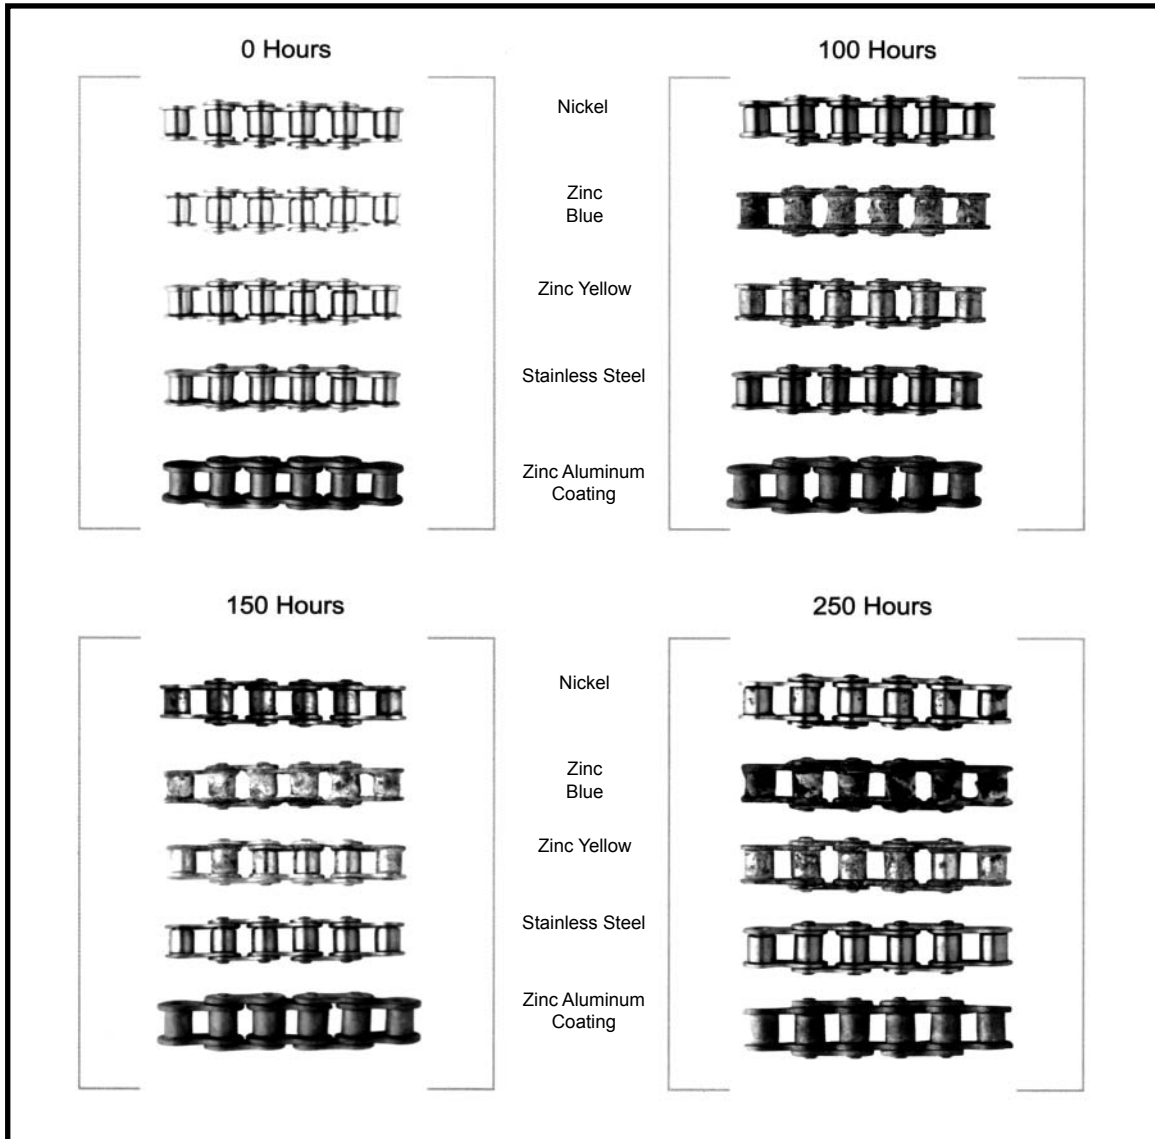 0 Hours
100 Hours
Nickel
Zinc
Blue
Zinc Yellow
Stainless Steel
Zinc Aluminum
Coating
150 Hours
250 Hours
Nickel
Zinc
Blue
Zinc Yellow
Stainless Steel
Zinc Aluminum
Coating